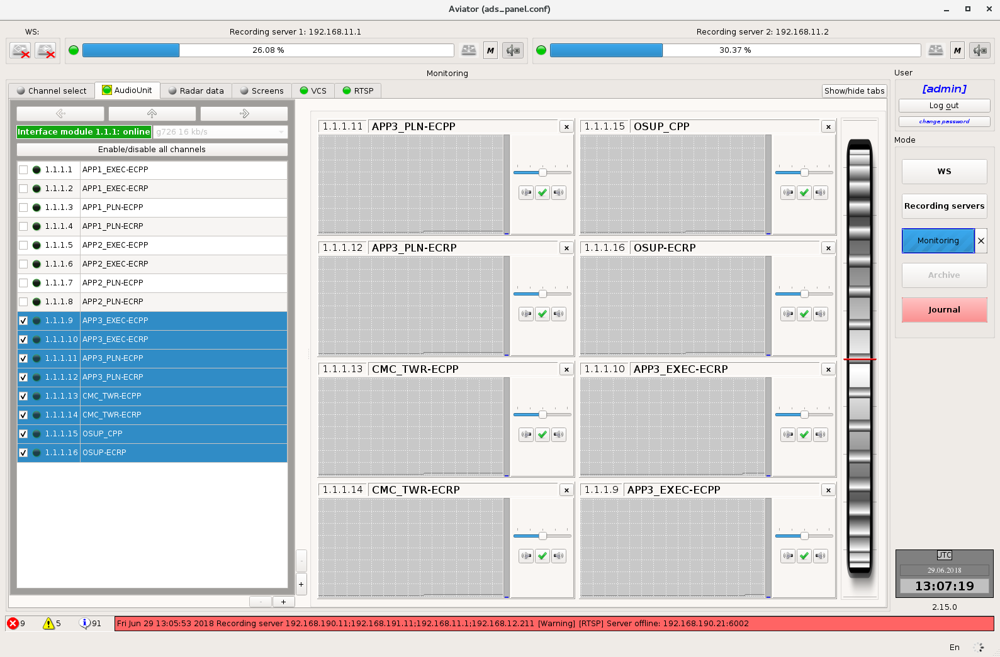 Aviator (ads_panel.conf)
WS:
Recording server 1: 192.168.11.1
Recording server 2: 192.168.11.2
26.08 %
M
30.37 %
M
Monitoring
User
Channel select
AudioUnit
Radar data
Screens
VCS
RTSP
Show/hide tabs
[admin]
Log out
change password
Mode
WS
Recording servers
Monitoring
Archive
Journal
Interface module 1.1.1: online
g726 16 kb/s
Enable/disable all channels
1.1.1.1 APP1_EXEC-ECPP
1.1.1.2 APP1_EXEC-ECRP
1.1.1.3 APP1_PLN-ECPP
1.1.1.4 APP1_PLN-ECRP
1.1.1.5 APP2_EXEC-ECPP
1.1.1.6 APP2_EXEC-ECRP
1.1.1.7 APP2_PLN-ECPP
1.1.1.8 APP2_PLN-ECRP
1.1.1.9 APP3_EXEC-ECPP
1.1.1.10 APP3_EXEC-ECRP
1.1.1.11 APP3_PLN-ECPP
1.1.1.12 APP3_PLN-ECRP
1.1.1.13 CMC_TWR-ECPP
1.1.1.14 CMC_TWR-ECRP
1.1.1.15 OSUP_CPP
1.1.1.16 OSUP-ECRP
1.1.1.11 APP3_PLN-ECPP x
1.1.1.15 OSUP_CPP x
1.1.1.12 APP3_PLN-ECRP x
1.1.1.16 OSUP-ECRP x
1.1.1.13 CMC_TWR-ECPP x
1.1.1.10 APP3_EXEC-ECRP x
1.1.1.14 CMC_TWR-ECRP x
1.1.1.9 APP3_EXEC-ECPP x
- +
- +
UTC
29.06.2018
13:07:19
2.15.0
9
5
91
Fri Jun 29 13:05:53 2018 Recording server 192.168.190.11;192.168.191.11;192.168.11.1;192.168.12.211 [Warning] [RTSP] Server offline: 192.168.190.21:6002
En